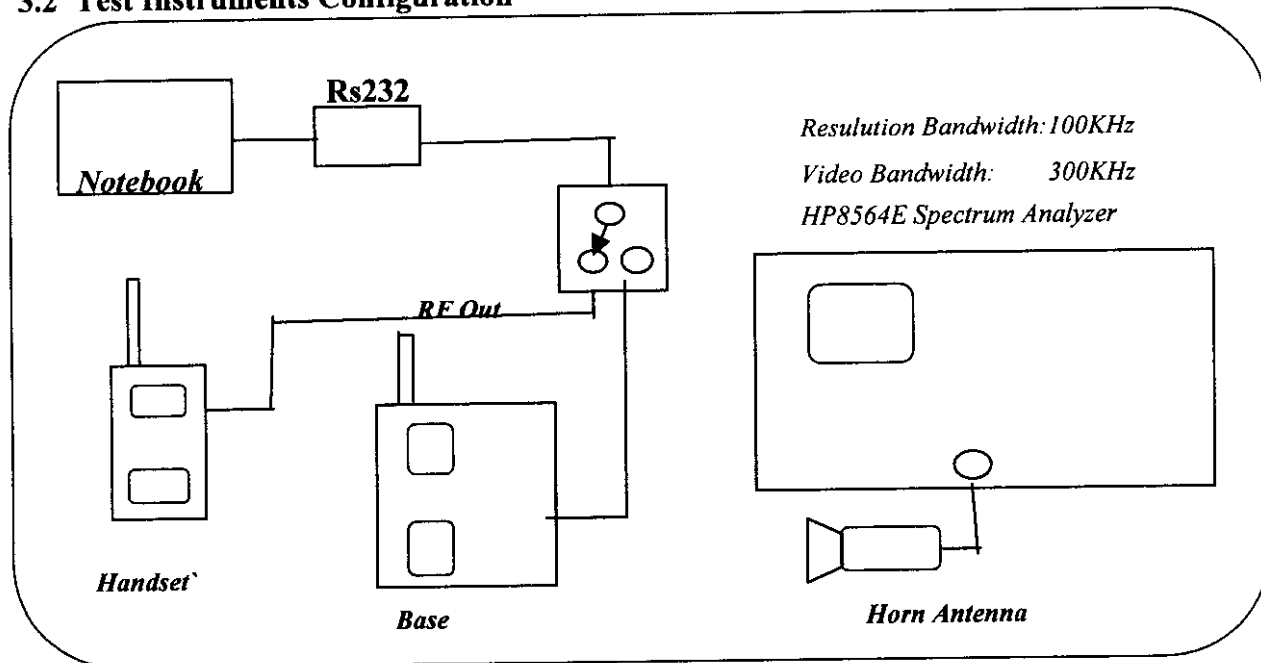 3.2 Test Instruments Configuration
Rs232
Notebook
Resulution Bandwidth: 100KHz
Video Bandwidth: 300KHz
HP8564E Spectrum Analyzer
RF Out
Handset`
Base
Horn Antenna